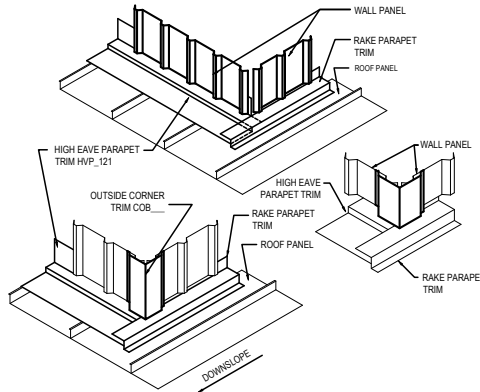 WALL PANEL
RAKE PARAPET
TRIM
ROOF PANEL
HIGH EAVE PARAPET
TRIM HVP_121
WALL PANEL
HIGH EAVE
PARAPET TRIM
OUTSIDE CORNER
TRIM COB___
RAKE PARAPET
TRIM
ROOF PANEL
RAKE PARAPE
TRIM
DOWNSLOPE